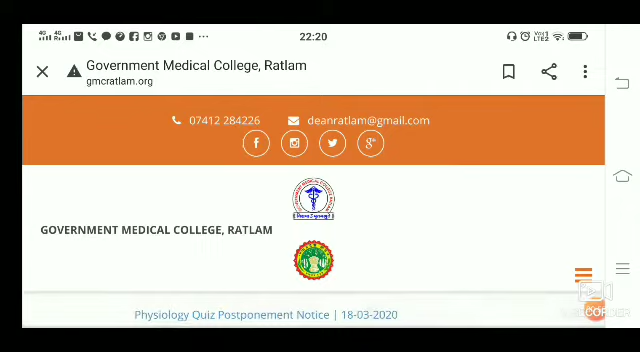 22:20
Government Medical College, Ratlam
gmcratlam.org
07412 284226 deanratlam@gmail.com
GOVERNMENT MEDICAL COLLEGE, RATLAM
Physiology Quiz Postponement Notice | 18-03-2020